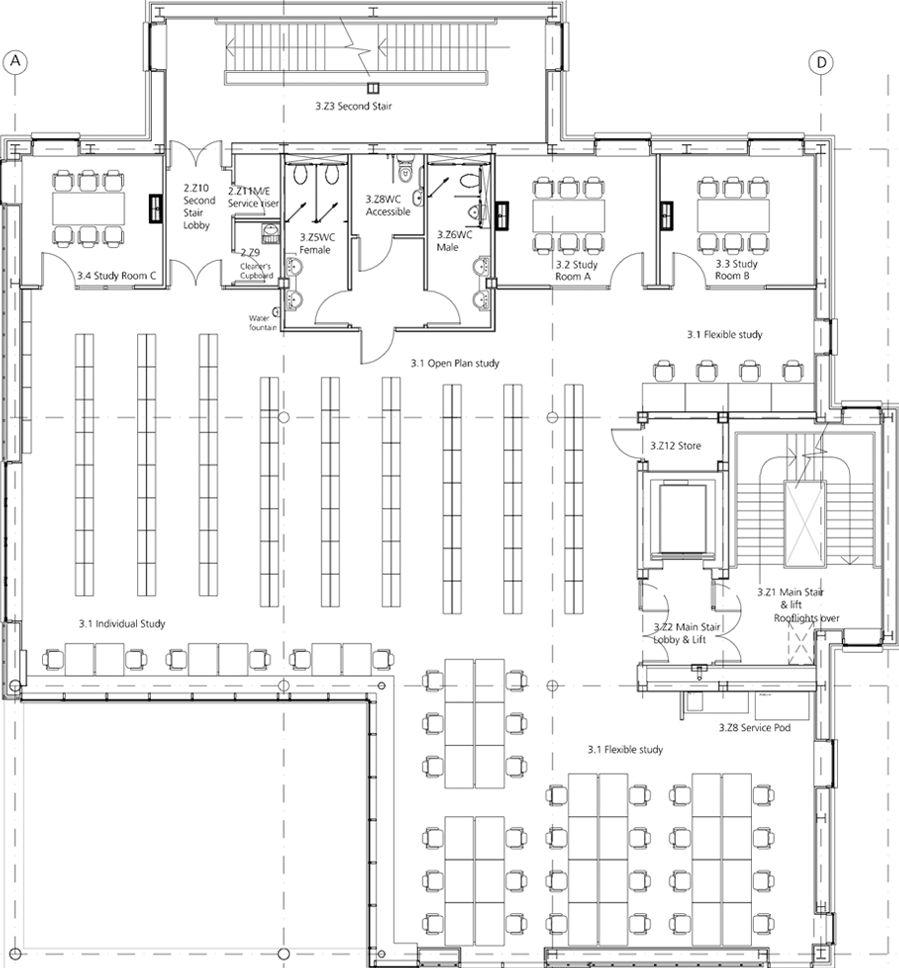 A
D
3.Z3 Second Stair
2.Z10
Second
Stair
Lobby
2.Z11M/E
Service riser
3.Z8WC
Accessible
3.Z5WC
Female
3.Z6WC
Male
2.Z9
Cleaner's
Cupboard
3.4 Study Room C
3.2 Study
Room A
3.3 Study
Room B
Water
fountain
3.1 Flexible study
3.1 Open Plan study
3.Z12 Store
3.Z1 Main Stair
& lift
Rooflights over
3.1 Individual Study
3.Z2 Main Stair
Lobby & Lift
3.Z8 Service Pod
3.1 Flexible study